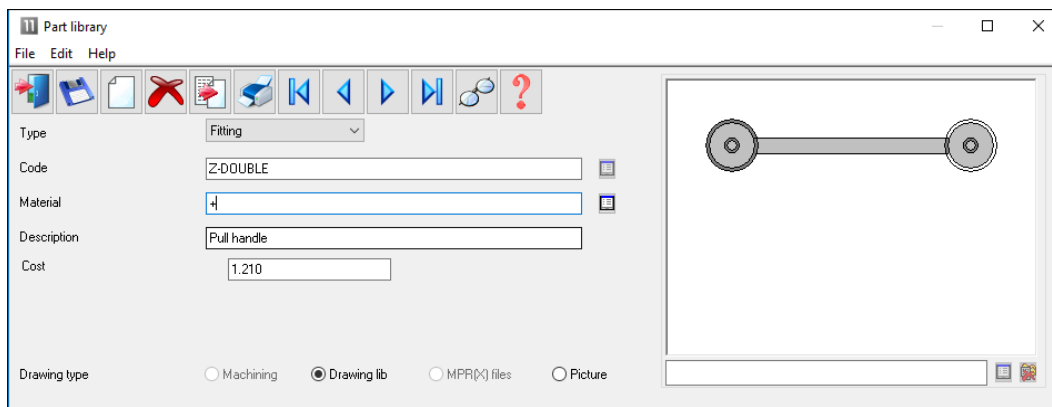 11 Part library
File Edit Help
?
Type Fitting
Code Z-DOUBLE
Material +
Description Pull handle
Cost 1.210
Drawing type Machining Drawing lib MPR(X) files Picture